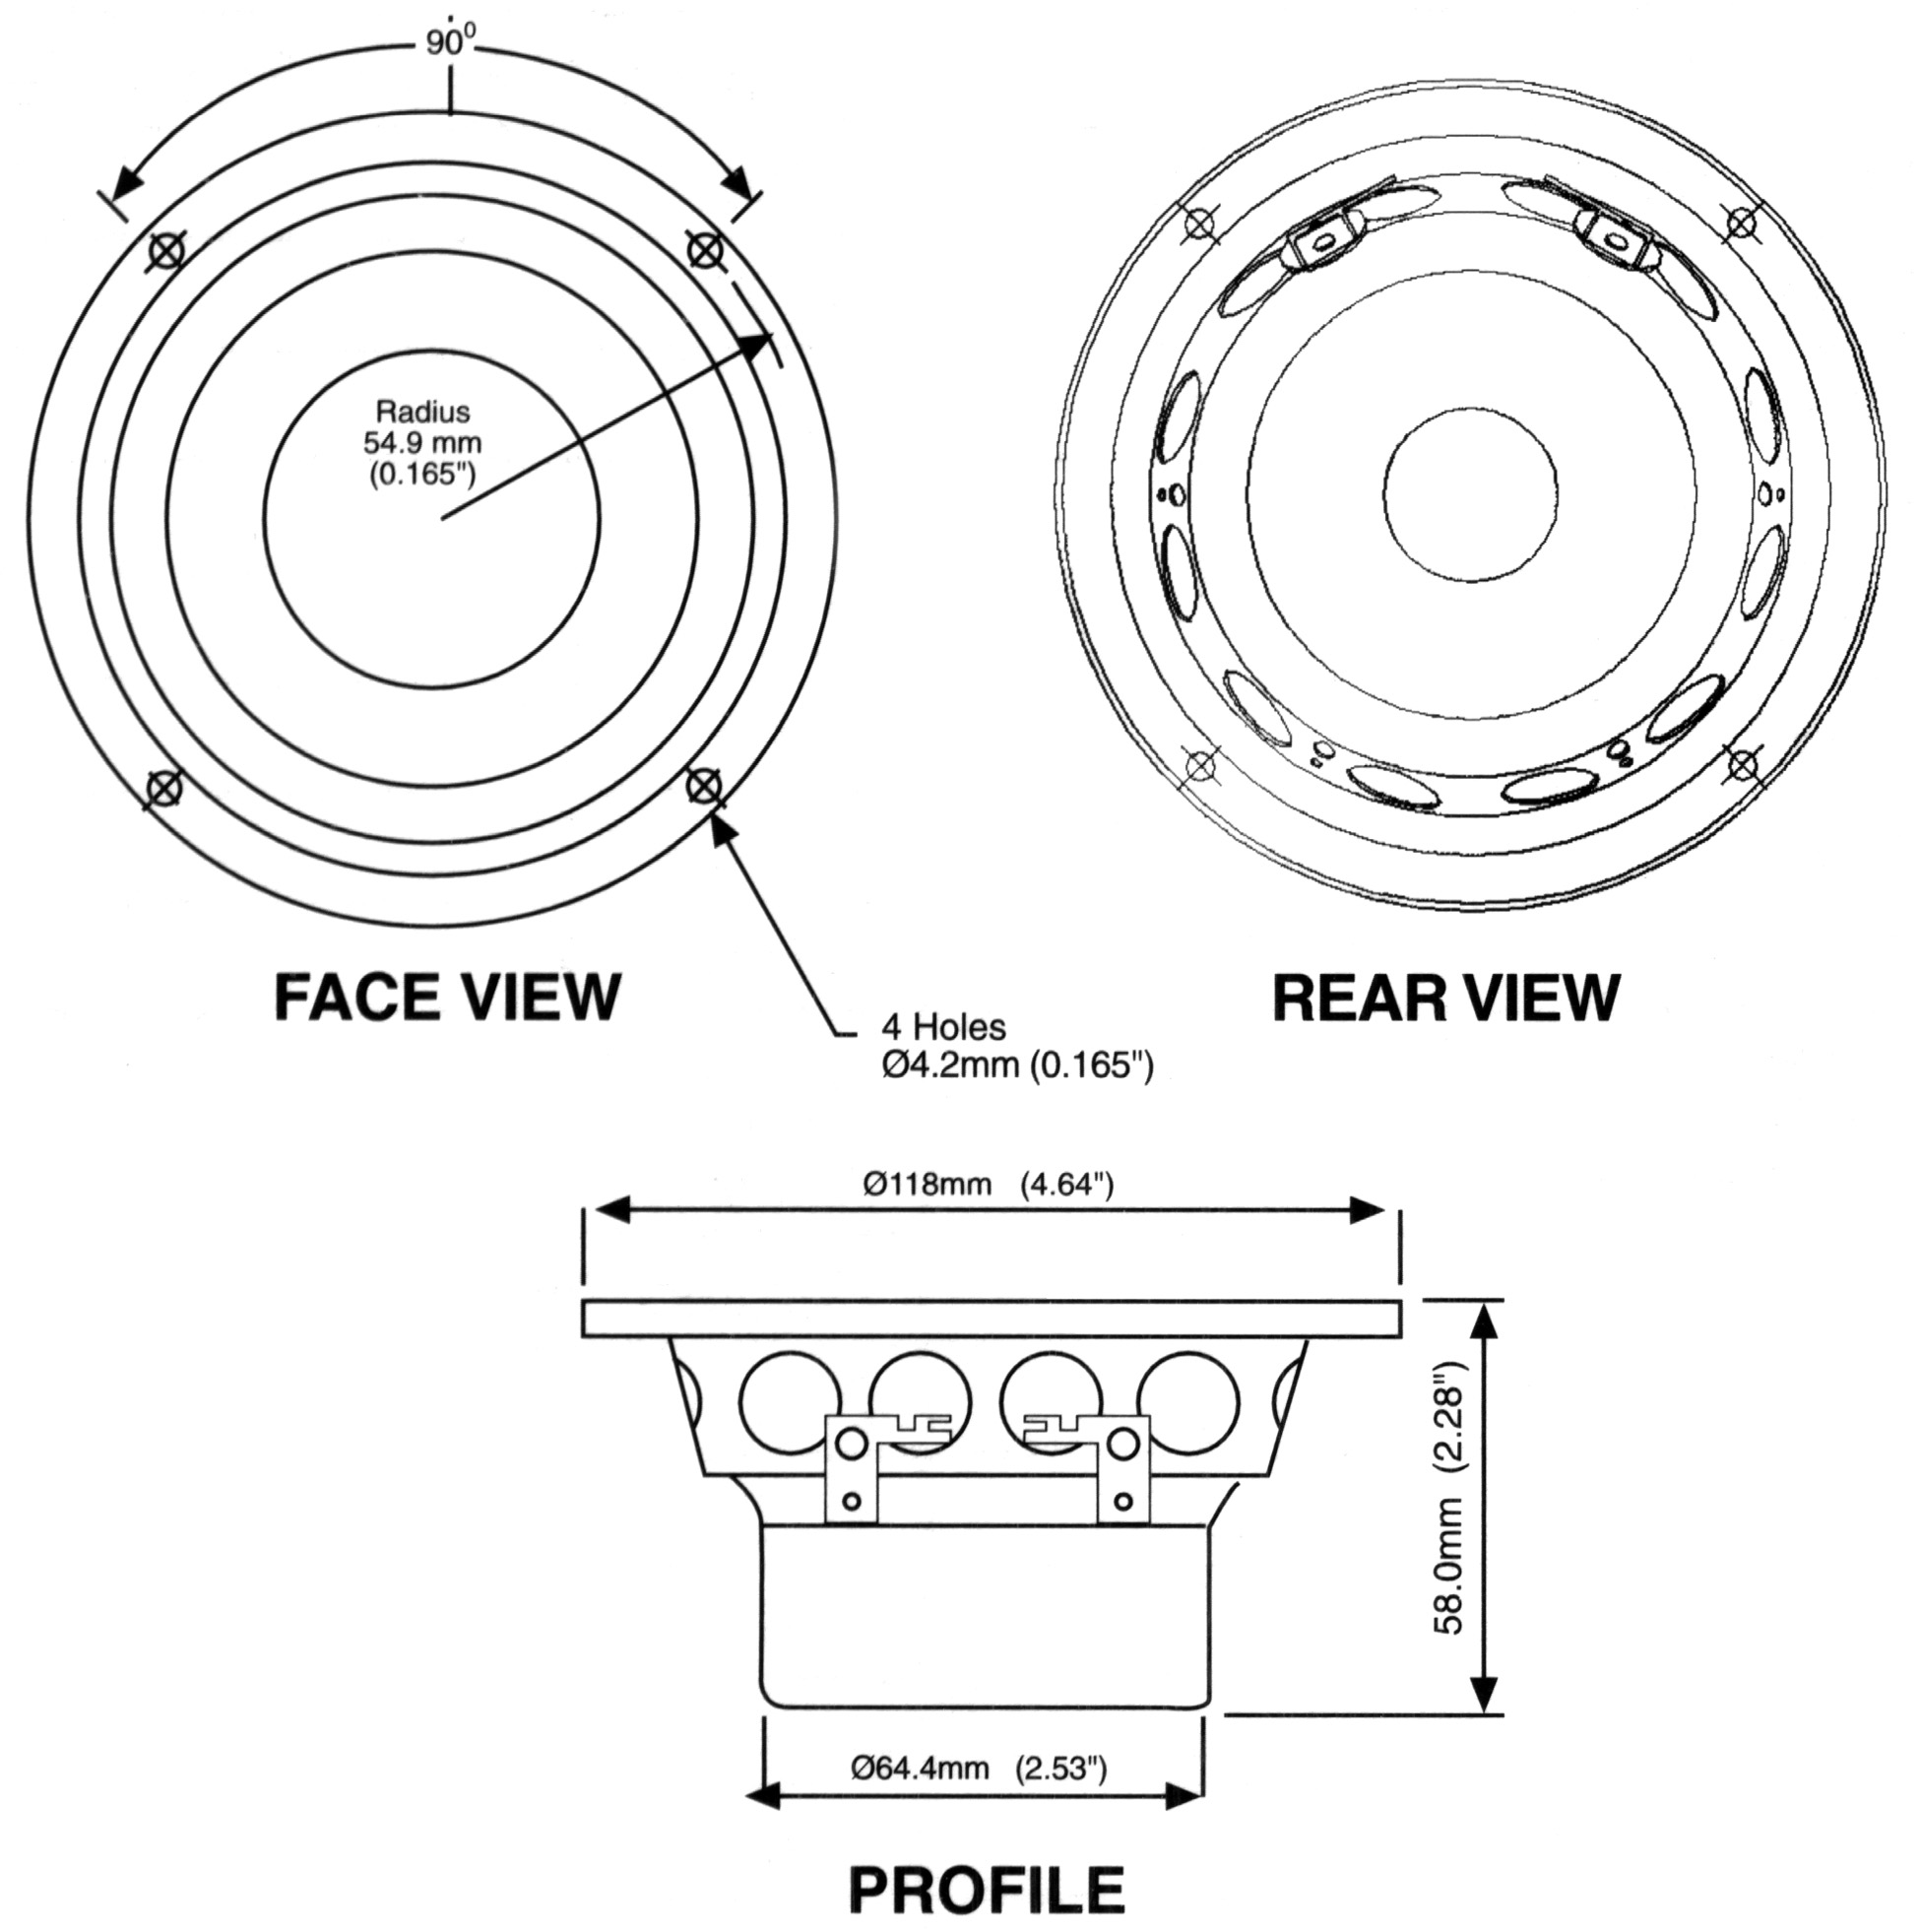 90⁰
Radius
54.9 mm
(0.165")
FACE VIEW
REAR VIEW
4 Holes
Ø4.2mm (0.165")
Ø118mm (4.64")
58.0mm (2.28")
Ø64.4mm (2.53")
PROFILE